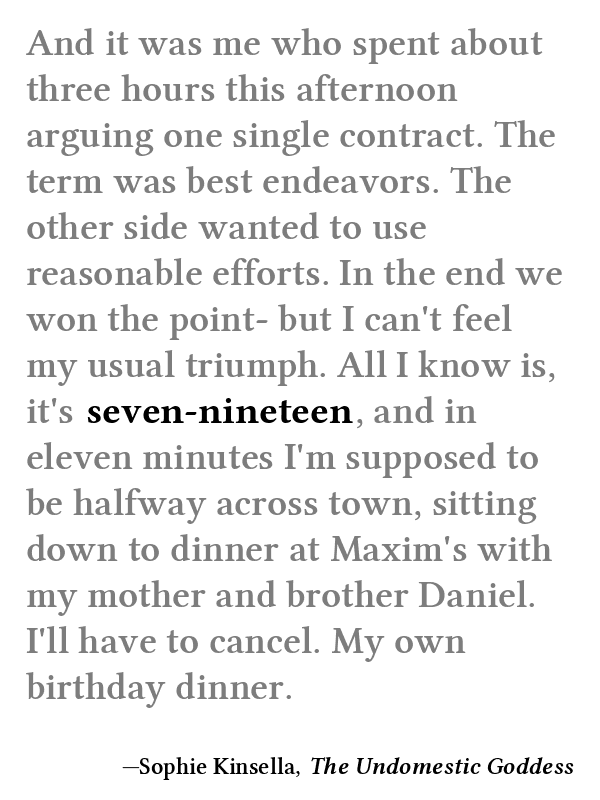 And it was me who spent about
three hours this afternoon
arguing one single contract. The
term was best endeavors. The
other side wanted to use
reasonable efforts. In the end we
won the point- but I can't feel
my usual triumph. All I know is,
it's seven-nineteen, and in
eleven minutes I'm supposed to
be halfway across town, sitting
down to dinner at Maxim's with
my mother and brother Daniel.
I'll have to cancel. My own
birthday dinner.
—Sophie Kinsella, The Undomestic Goddess